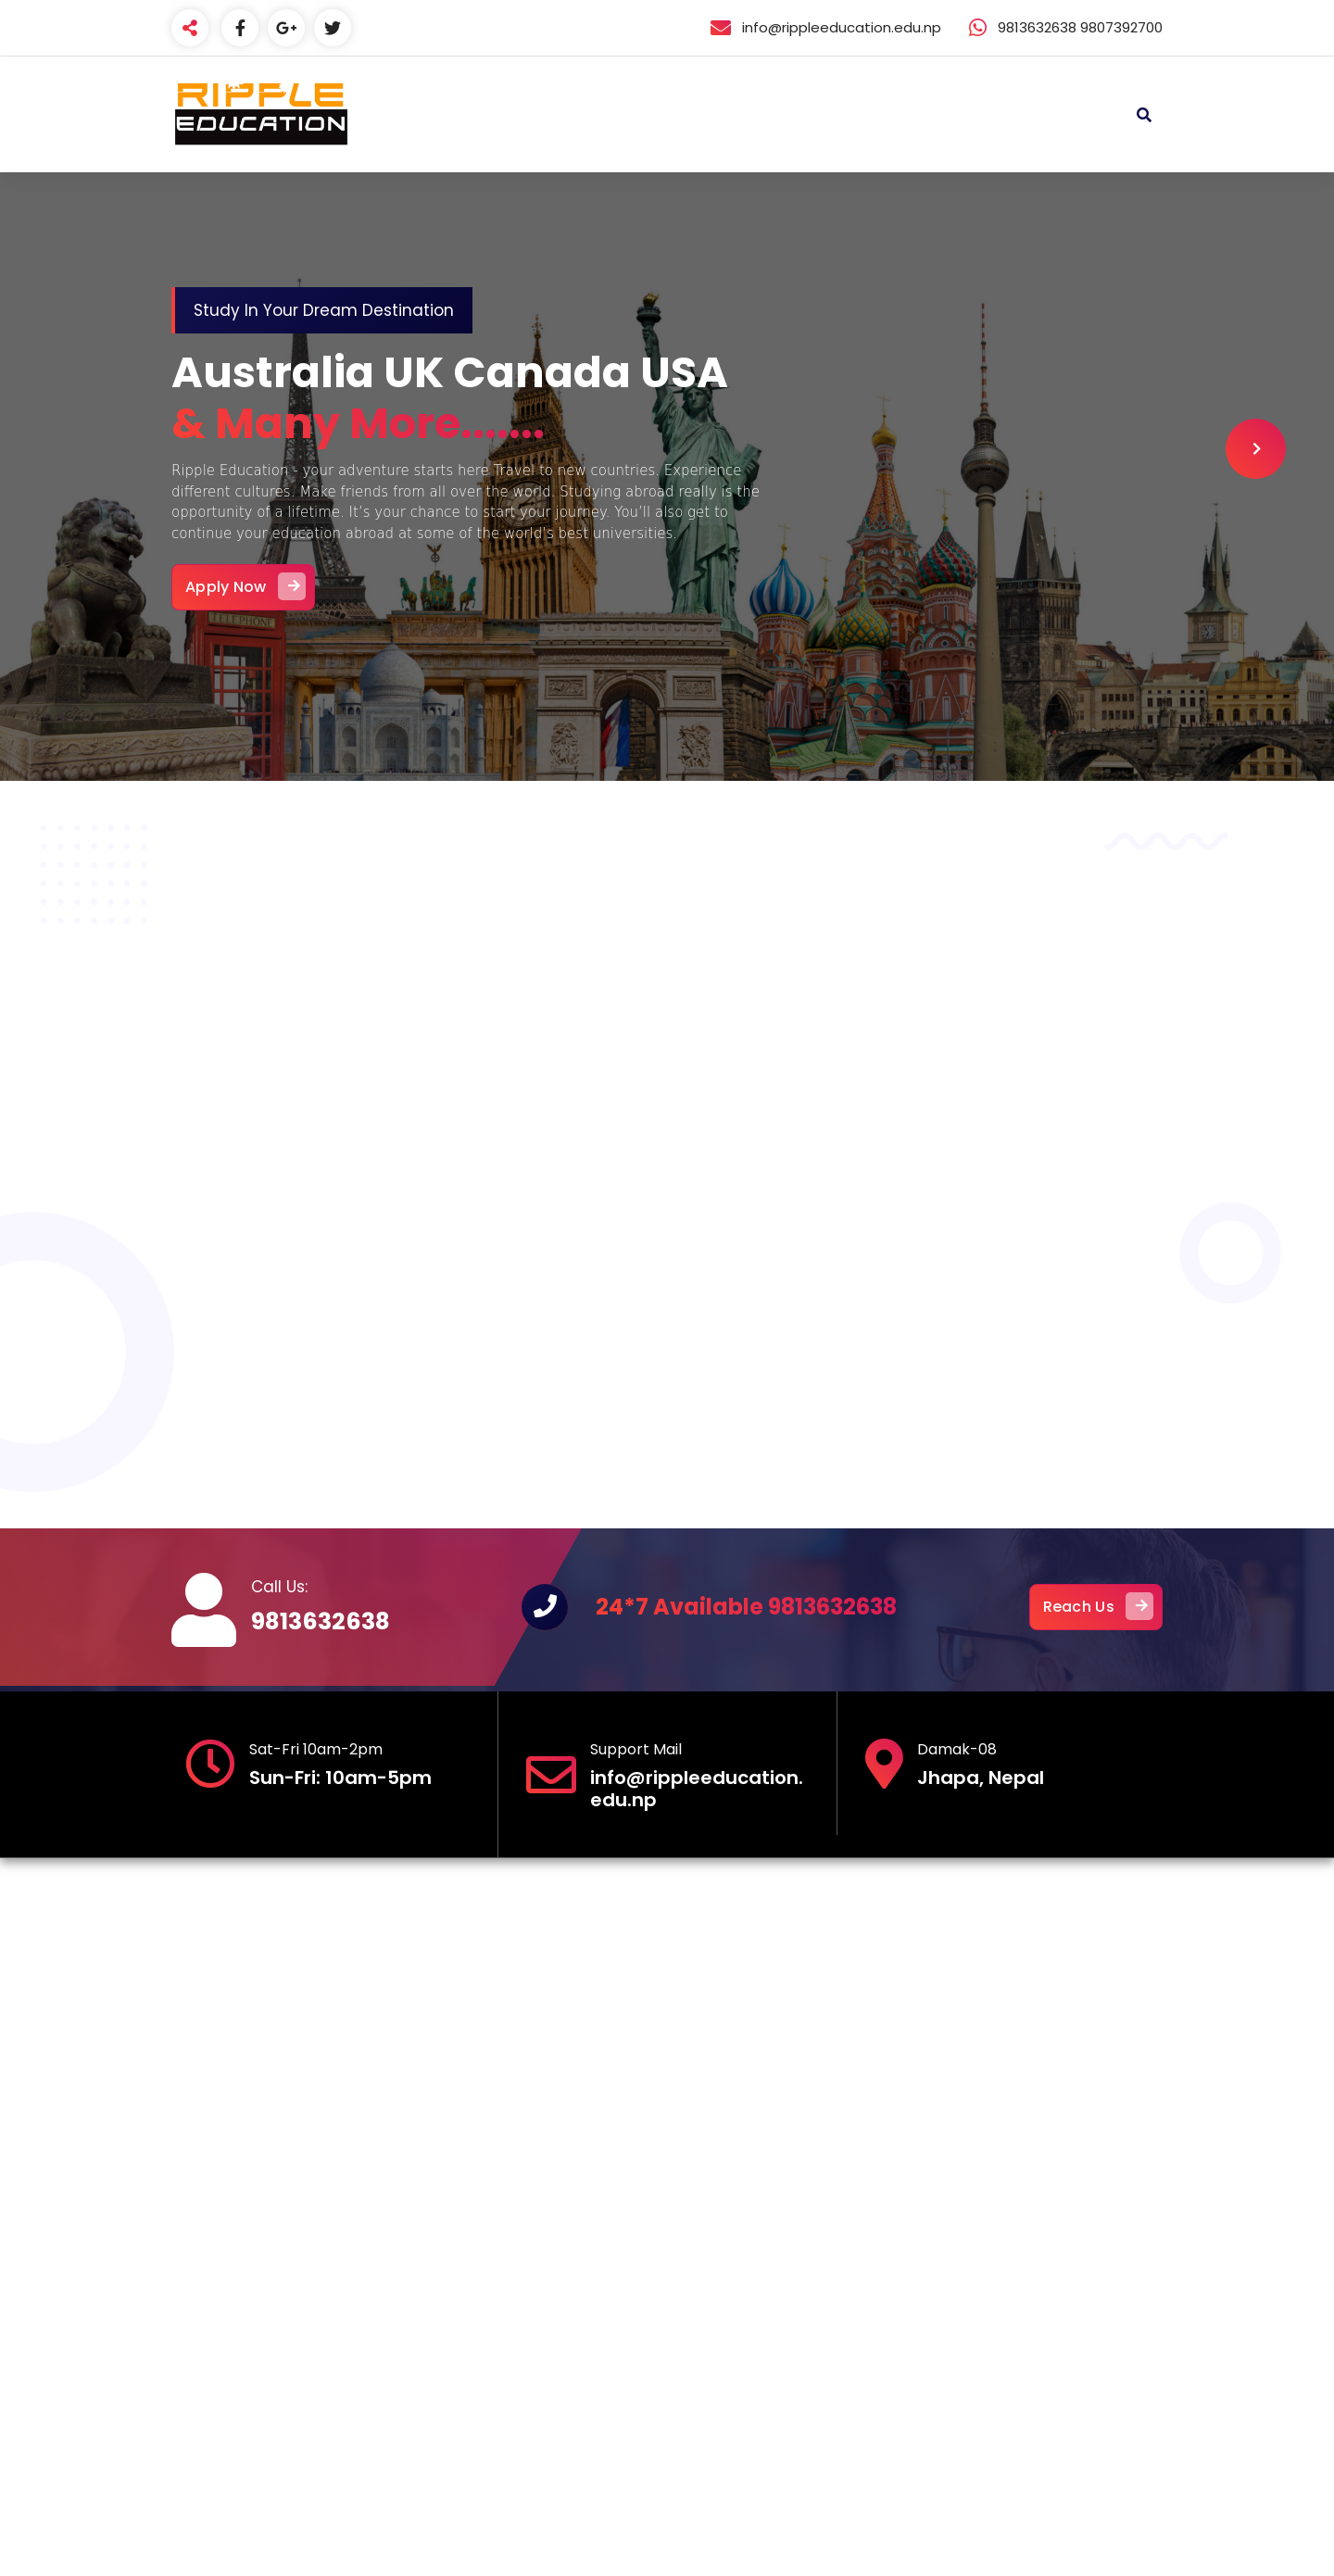 info@rippleeducation.edu.np
9813632638 9807392700
RIPPLE
EDUCATION
Study In Your Dream Destination
Australia UK Canada USA
& Many More.......
Ripple Education - your adventure starts here Travel to new countries. Experience
different cultures. Make friends from all over the world. Studying abroad really is the
opportunity of a lifetime. It's your chance to start your journey. You'll also get to
continue your education abroad at some of the world's best universities.
Apply Now
TELEPHONE
Call Us:
9813632638
24*7 Available 9813632638
Reach Us
Sat-Fri 10am-2pm
Sun-Fri: 10am-5pm
Support Mail
info@rippleeducation.
edu.np
Damak-08
Jhapa, Nepal